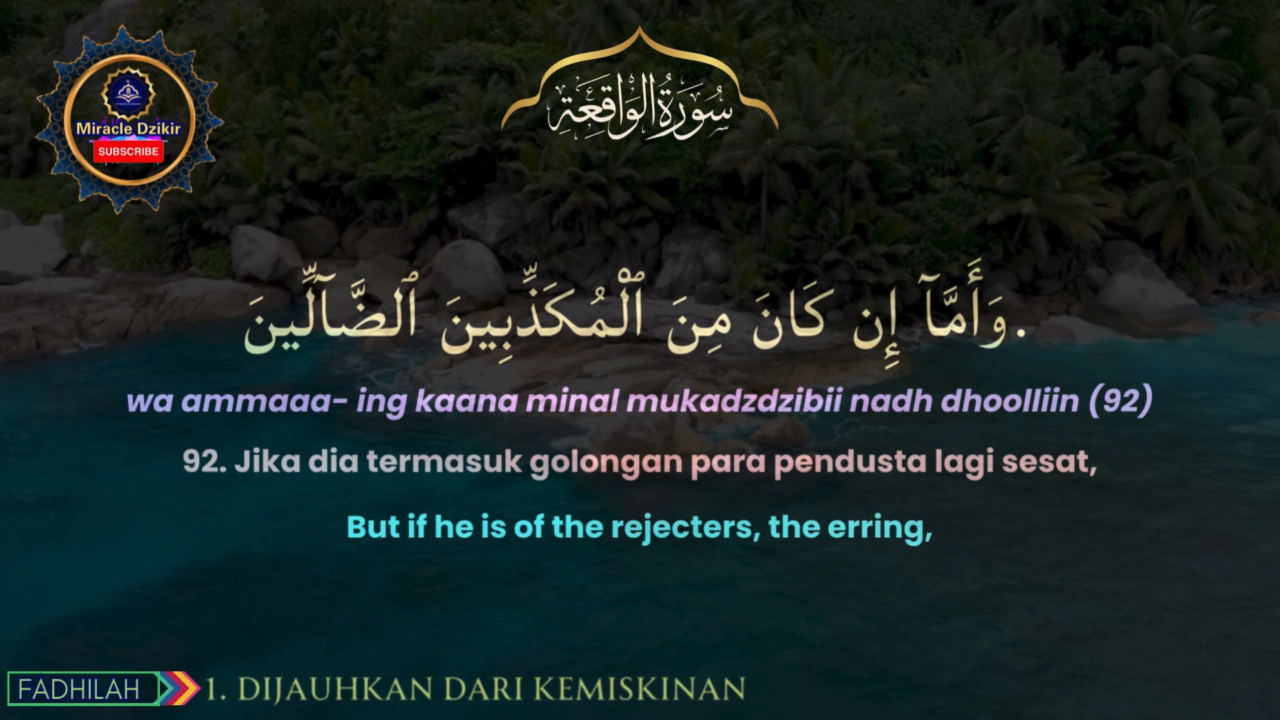 Miracle Dzikir
SUBSCRIBE
سُورَةُ الْوَاقِعَةِ
.وَأَمَّآ إِن كَانَ مِنَ ٱلْمُكَذِّبِينَ ٱلضَّآلِّينَ
wa ammaaa- ing kaana minal mukadzdzibii nadh dhoolliin (92)
92. Jika dia termasuk golongan para pendusta lagi sesat,
But if he is of the rejecters, the erring,
FADHILAH 1. DIJAUHKAN DARI KEMISKINAN